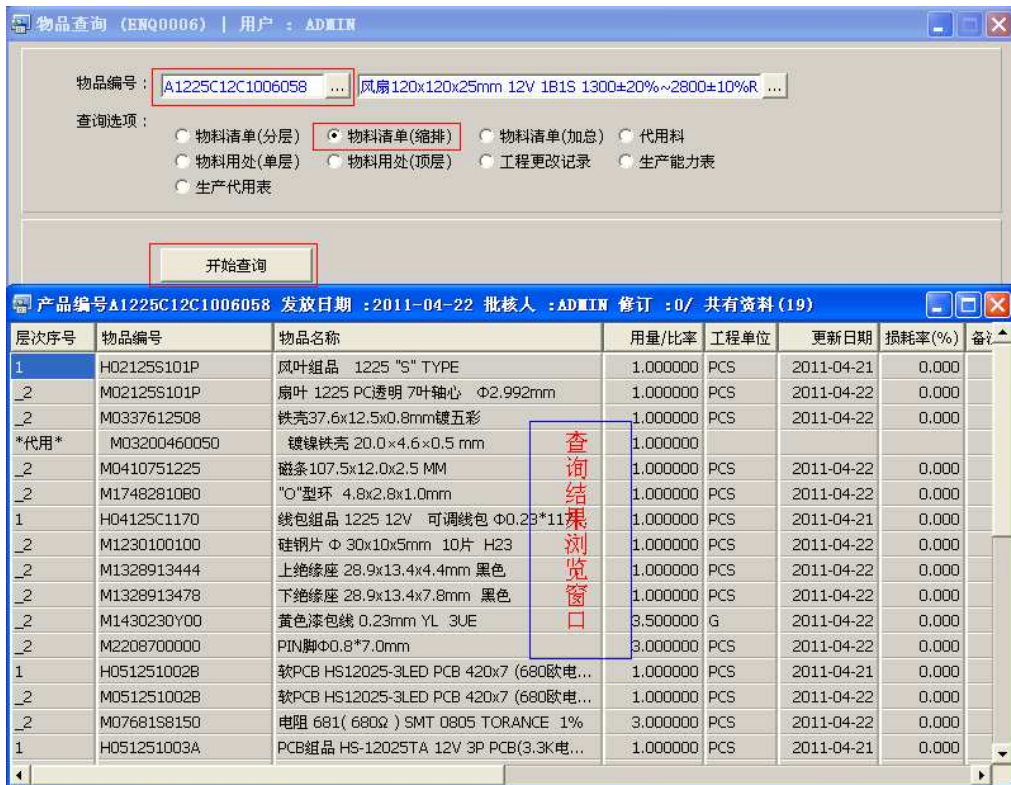 物品查询 (ENQ0006) | 用户 : ADMIN
物品编号： A1225C12C1006058 ... 风扇120x120x25mm 12V 1B1S 1300±20%~2800±10%R ...
查询选项：
物料清单(分层) 物料清单(缩排) 物料清单(加总) 代用料
物料用处(单层) 物料用处(顶层) 工程更改记录 生产能力表
生产代用表
开始查询
产品编号A1225C12C1006058 发放日期 :2011-04-22 批核人 :ADMIN 修订 :0/ 共有资料(19)
层次序号 物品编号 物品名称 用量/比率 工程单位 更新日期 损耗率(%)
1 H02125S101P 风叶组品 1225 "S" TYPE 1.000000 PCS 2011-04-21 0.000
_2 M02125S101P 扇叶 1225 PC透明 7叶轴心 Φ2.992mm 1.000000 PCS 2011-04-22 0.000
_2 M0337612508 铁壳37.6x12.5x0.8mm镀五彩 1.000000 PCS 2011-04-22 0.000
*代用* M03200460050 镀镍铁壳 20.0×4.6×0.5 mm 1.000000
_2 M0410751225 磁条107.5x12.0x2.5 MM 1.000000 PCS 2011-04-22 0.000
_2 M17482810B0 "O"型环 4.8x2.8x1.0mm 1.000000 PCS 2011-04-22 0.000
1 H04125C1170 线包组品 1225 12V 可调线包 Φ0.23*117 1.000000 PCS 2011-04-21 0.000
_2 M1230100100 硅钢片 Φ 30x10x5mm 10片 H23 1.000000 PCS 2011-04-22 0.000
_2 M1328913444 上绝缘座 28.9x13.4x4.4mm 黑色 1.000000 PCS 2011-04-22 0.000
_2 M1328913478 下绝缘座 28.9x13.4x7.8mm 黑色 1.000000 PCS 2011-04-22 0.000
_2 M1430230Y00 黄色漆包线 0.23mm YL 3UE 3.500000 G 2011-04-22 0.000
_2 M2208700000 PIN脚Φ0.8*7.0mm 3.000000 PCS 2011-04-22 0.000
1 H051251002B 软PCB HS12025-3LED PCB 420x7 (680欧电... 1.000000 PCS 2011-04-21 0.000
_2 M051251002B 软PCB HS12025-3LED PCB 420x7 (680欧电... 1.000000 PCS 2011-04-22 0.000
_2 M07681S8150 电阻 681( 680Ω ) SMT 0805 TORANCE 1% 3.000000 PCS 2011-04-22 0.000
1 H051251003A PCB组品 HS-12025TA 12V 3P PCB(3.3K电... 1.000000 PCS 2011-04-21 0.000
查询结果浏览窗口